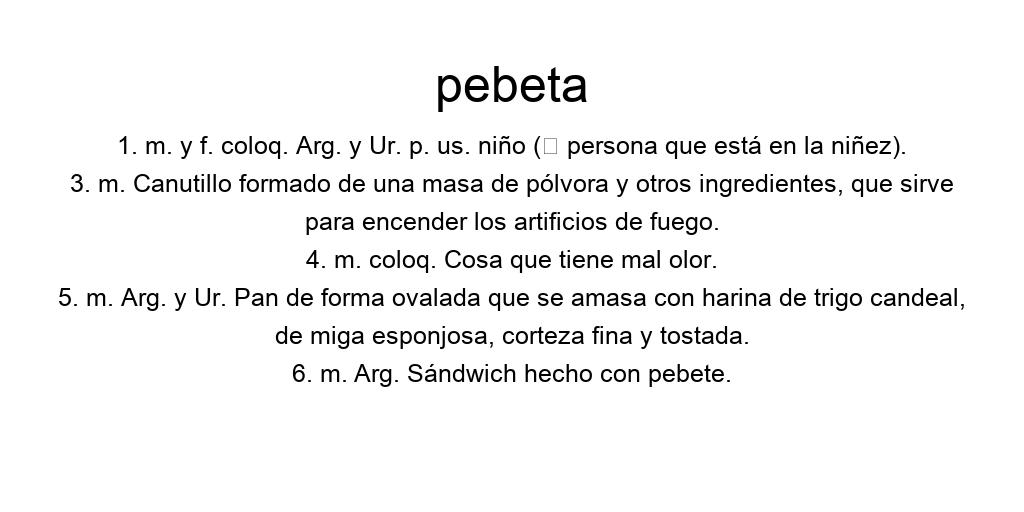 pebeta
1. m. y f. coloq. Arg. y Ur. p. us. niño (□ persona que está en la niñez).
3. m. Canutillo formado de una masa de pólvora y otros ingredientes, que sirve
para encender los artificios de fuego.
4. m. coloq. Cosa que tiene mal olor.
5. m. Arg. y Ur. Pan de forma ovalada que se amasa con harina de trigo candeal,
de miga esponjosa, corteza fina y tostada.
6. m. Arg. Sándwich hecho con pebete.